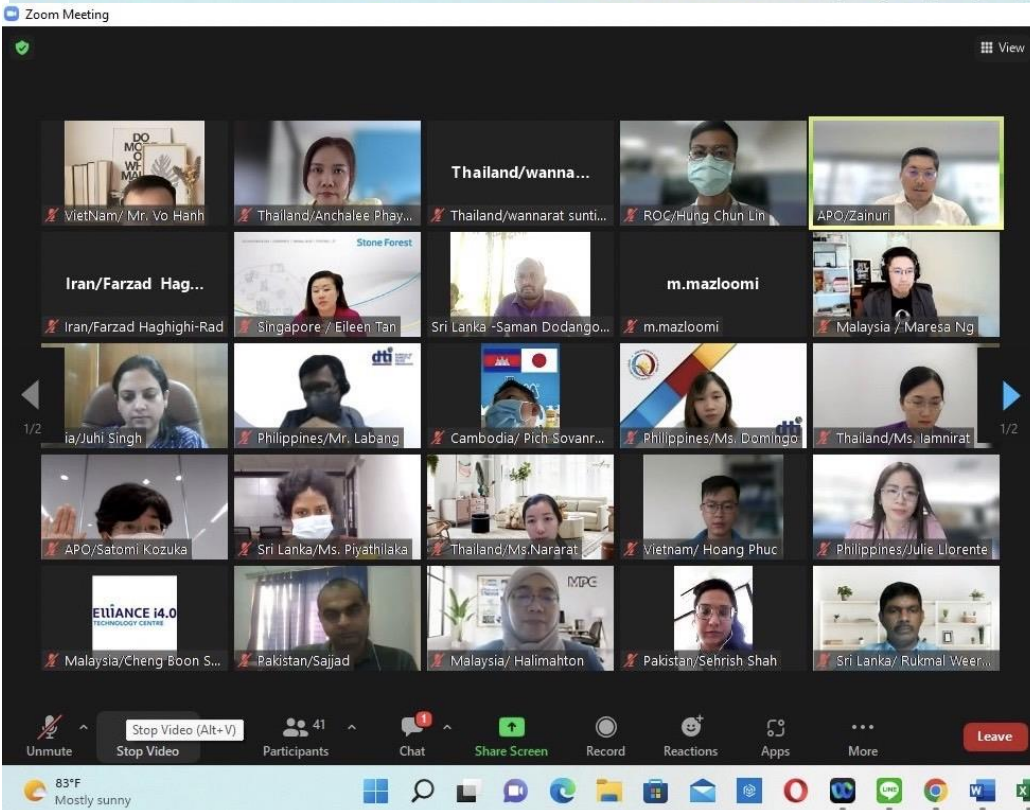 Zoom Meeting
View
DO
MO
VietNam/ Mr. Vo Hanh
Thailand/Anchalee Phay...
Thailand/wanna...
Thailand/wannarat sunti...
ROC/Hung Chun Lin
APO/Zainuri
Iran/Farzad Hag...
Iran/Farzad Haghighi-Rad
Stone Forest
Singapore / Eileen Tan
Sri Lanka -Saman Dodango...
m.mazloomi
m.mazloomi
Malaysia / Maresa Ng
1/2
ia/Juhi Singh
dti
Philippines/Mr. Labang
Cambodia/ Pich Sovanr...
dti
Philippines/Ms. Domingo
Thailand/Ms. Iamnirat
1/2
APO/Satomi Kozuka
Sri Lanka/Ms. Piyathilaka
Thailand/Ms.Nararat
Vietnam/ Hoang Phuc
Philippines/Julie Llorente
ELLIANCE i4.0
TECHNOLOGY CENTRE
Malaysia/Cheng Boon S...
Pakistan/Sajjad
MPC
Malaysia/ Halimahton
Pakistan/Sehrish Shah
Sri Lanka/ Rukmal Weer...
Stop Video (Alt+V)
41
1
Unmute
Stop Video
Participants
Chat
Share Screen
Record
Reactions
Apps
More
Leave
83°F
Mostly sunny
LINE
W
X